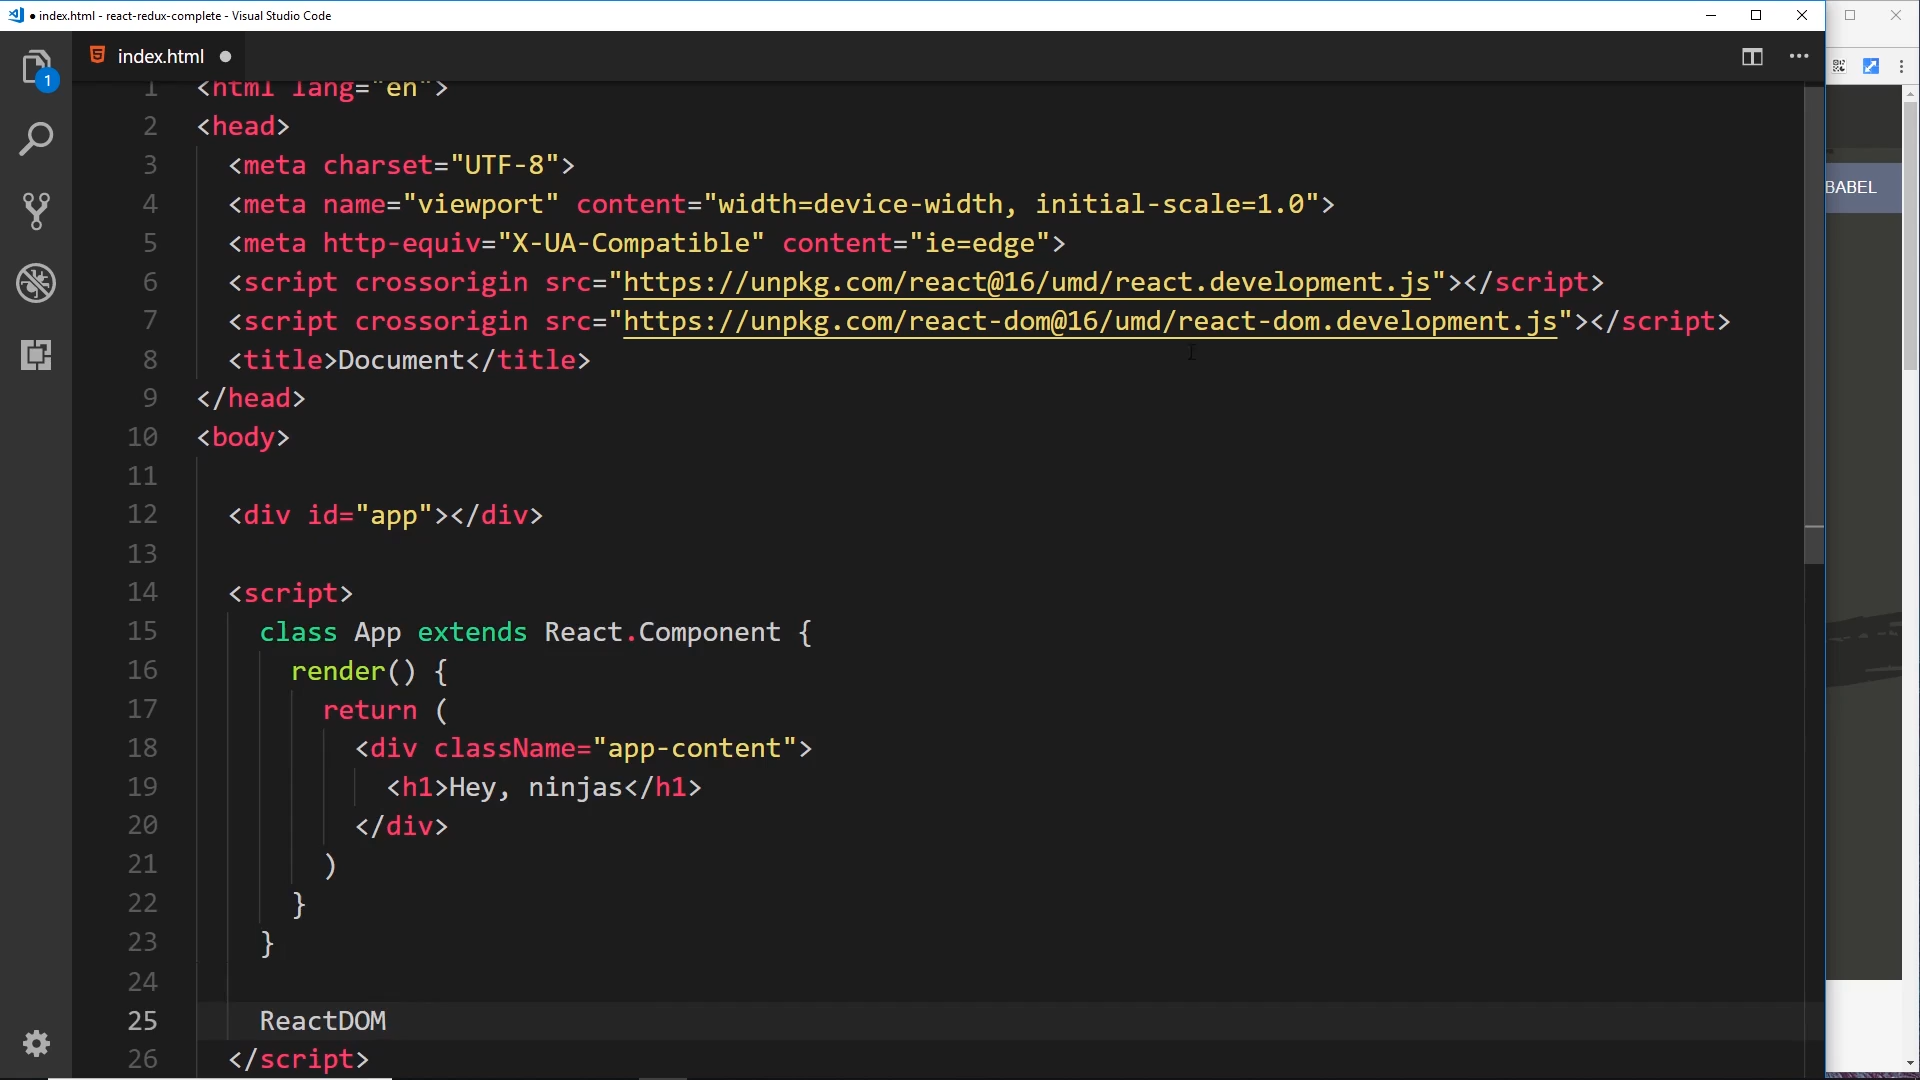 ● index.html - react-redux-complete - Visual Studio Code
index.html ●
1
1 <html lang="en">
2 <head>
3 <meta charset="UTF-8">
4 <meta name="viewport" content="width=device-width, initial-scale=1.0">
5 <meta http-equiv="X-UA-Compatible" content="ie=edge">
6 <script crossorigin src="https://unpkg.com/react@16/umd/react.development.js"></script>
7 <script crossorigin src="https://unpkg.com/react-dom@16/umd/react-dom.development.js"></script>
8 <title>Document</title>
9 </head>
10 <body>
11
12 <div id="app"></div>
13
14 <script>
15 class App extends React.Component {
16 render() {
17 return (
18 <div className="app-content">
19 <h1>Hey, ninjas</h1>
20 </div>
21 )
22 }
23 }
24
25 ReactDOM
26 </script>
BABEL